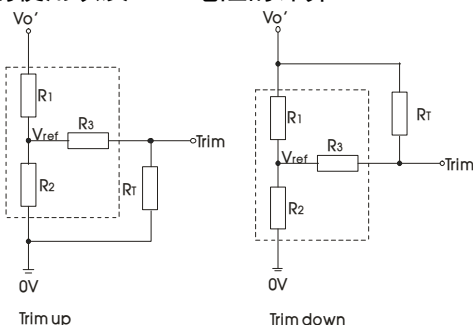 Vo'
R1
Vref
R3
Trim
R2
RT
0V
Trim up
Vo'
R1
RT
Vref
R3
Trim
R2
0V
Trim down